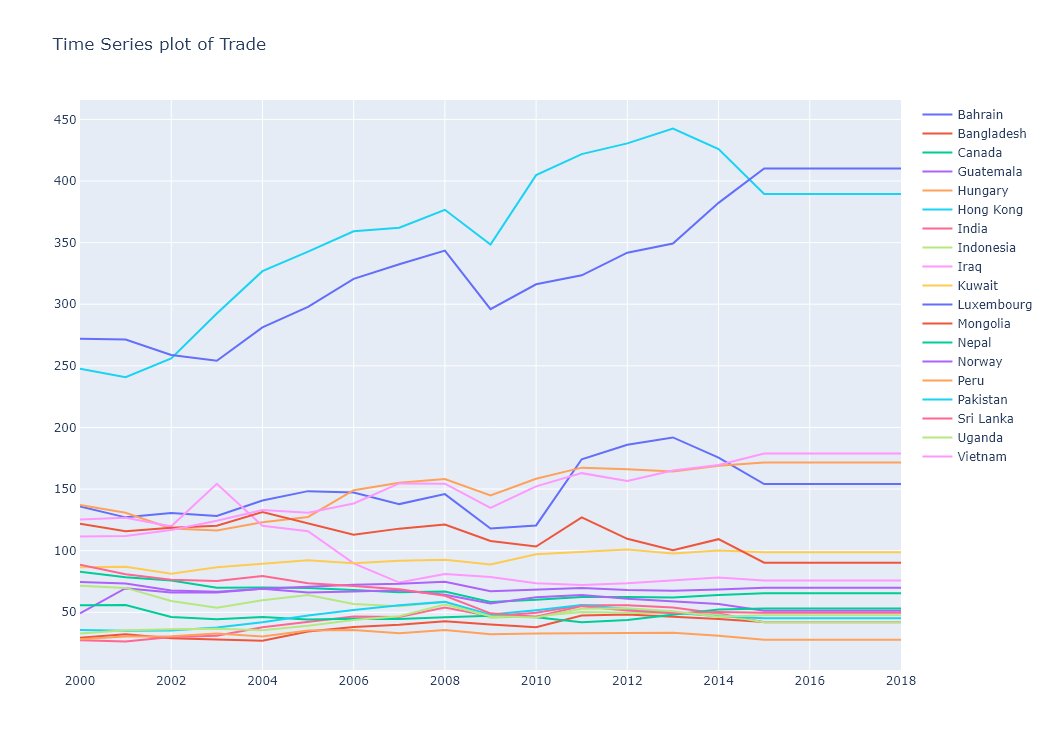 Time Series plot of Trade
450
400
350
300
250
200
150
100
50
2000 2002 2004 2006 2008 2010 2012 2014 2016 2018
Bahrain
Bangladesh
Canada
Guatemala
Hungary
Hong Kong
India
Indonesia
Iraq
Kuwait
Luxembourg
Mongolia
Nepal
Norway
Peru
Pakistan
Sri Lanka
Uganda
Vietnam